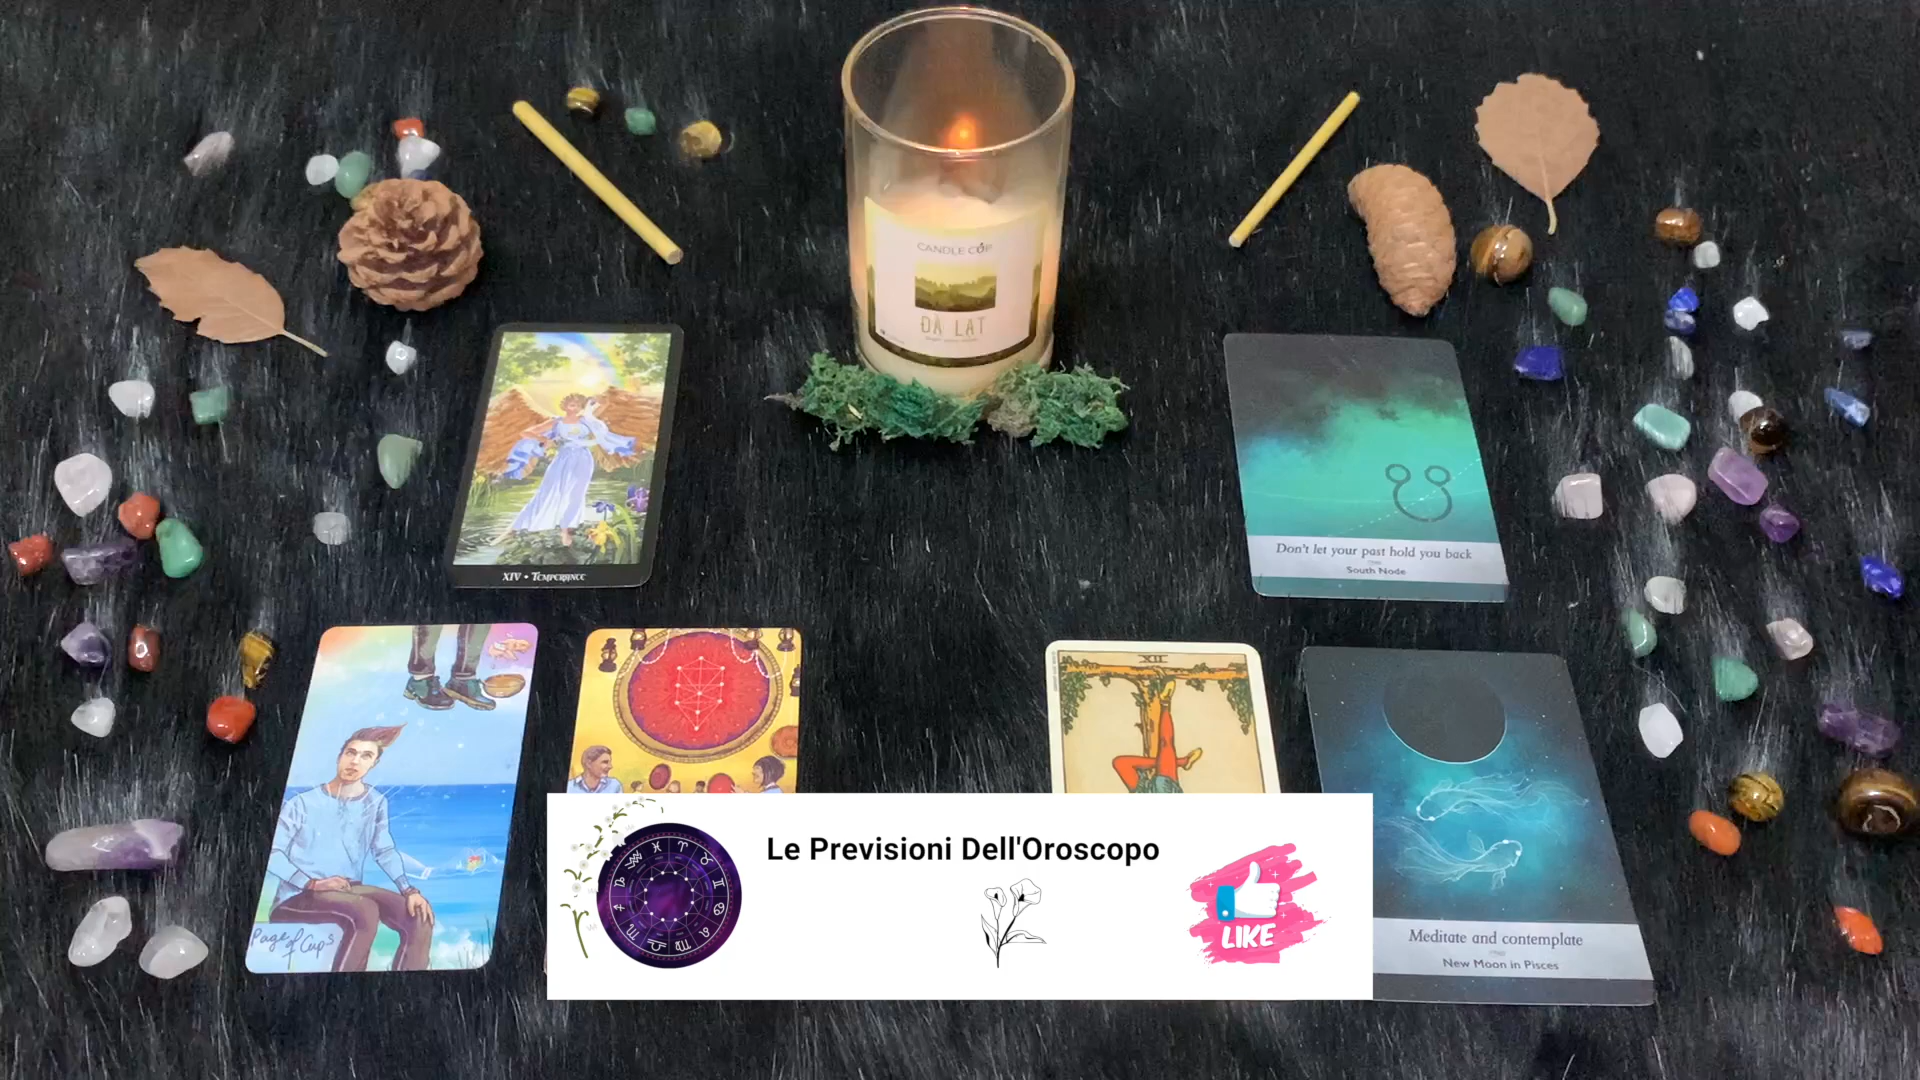 CANDLE CUP
ĐÀ LẠT
XIV • TEMPERANCE
Don't let your past hold you back
South Node
XII
Page of Cups
Le Previsioni Dell'Oroscopo
LIKE
Meditate and contemplate
New Moon in Pisces